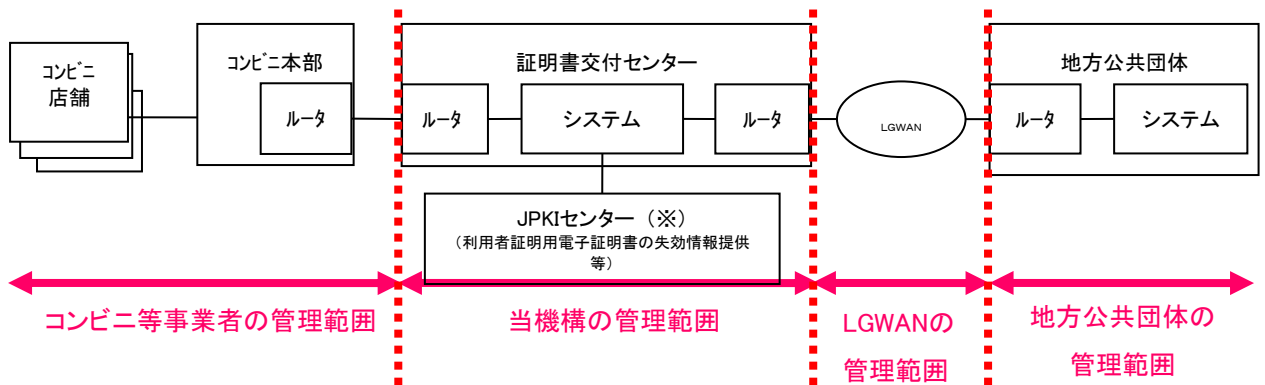 コンビニ
店舗
コンビニ本部
ルータ
証明書交付センター
ルータ
システム
ルータ
LGWAN
地方公共団体
ルータ
システム
JPKIセンター（※）
（利用者証明用電子証明書の失効情報提供
等）
コンビニ等事業者の管理範囲
当機構の管理範囲
LGWANの
管理範囲
地方公共団体の
管理範囲